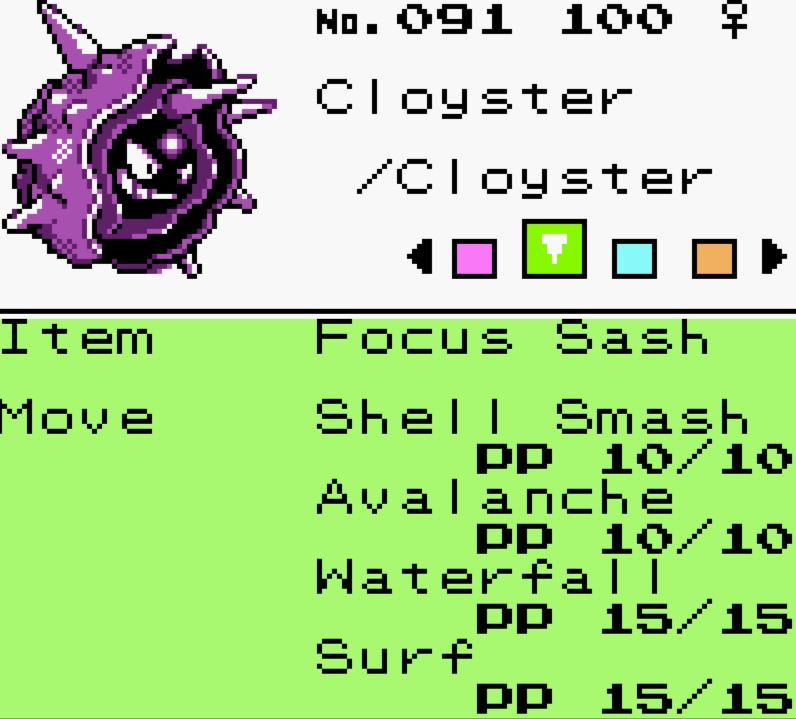 No.091 100 ♀
Cloyster
/Cloyster
Item Focus Sash
Move Shell Smash
PP 10/10
Avalanche
PP 10/10
Waterfall
PP 15/15
Surf
PP 15/15